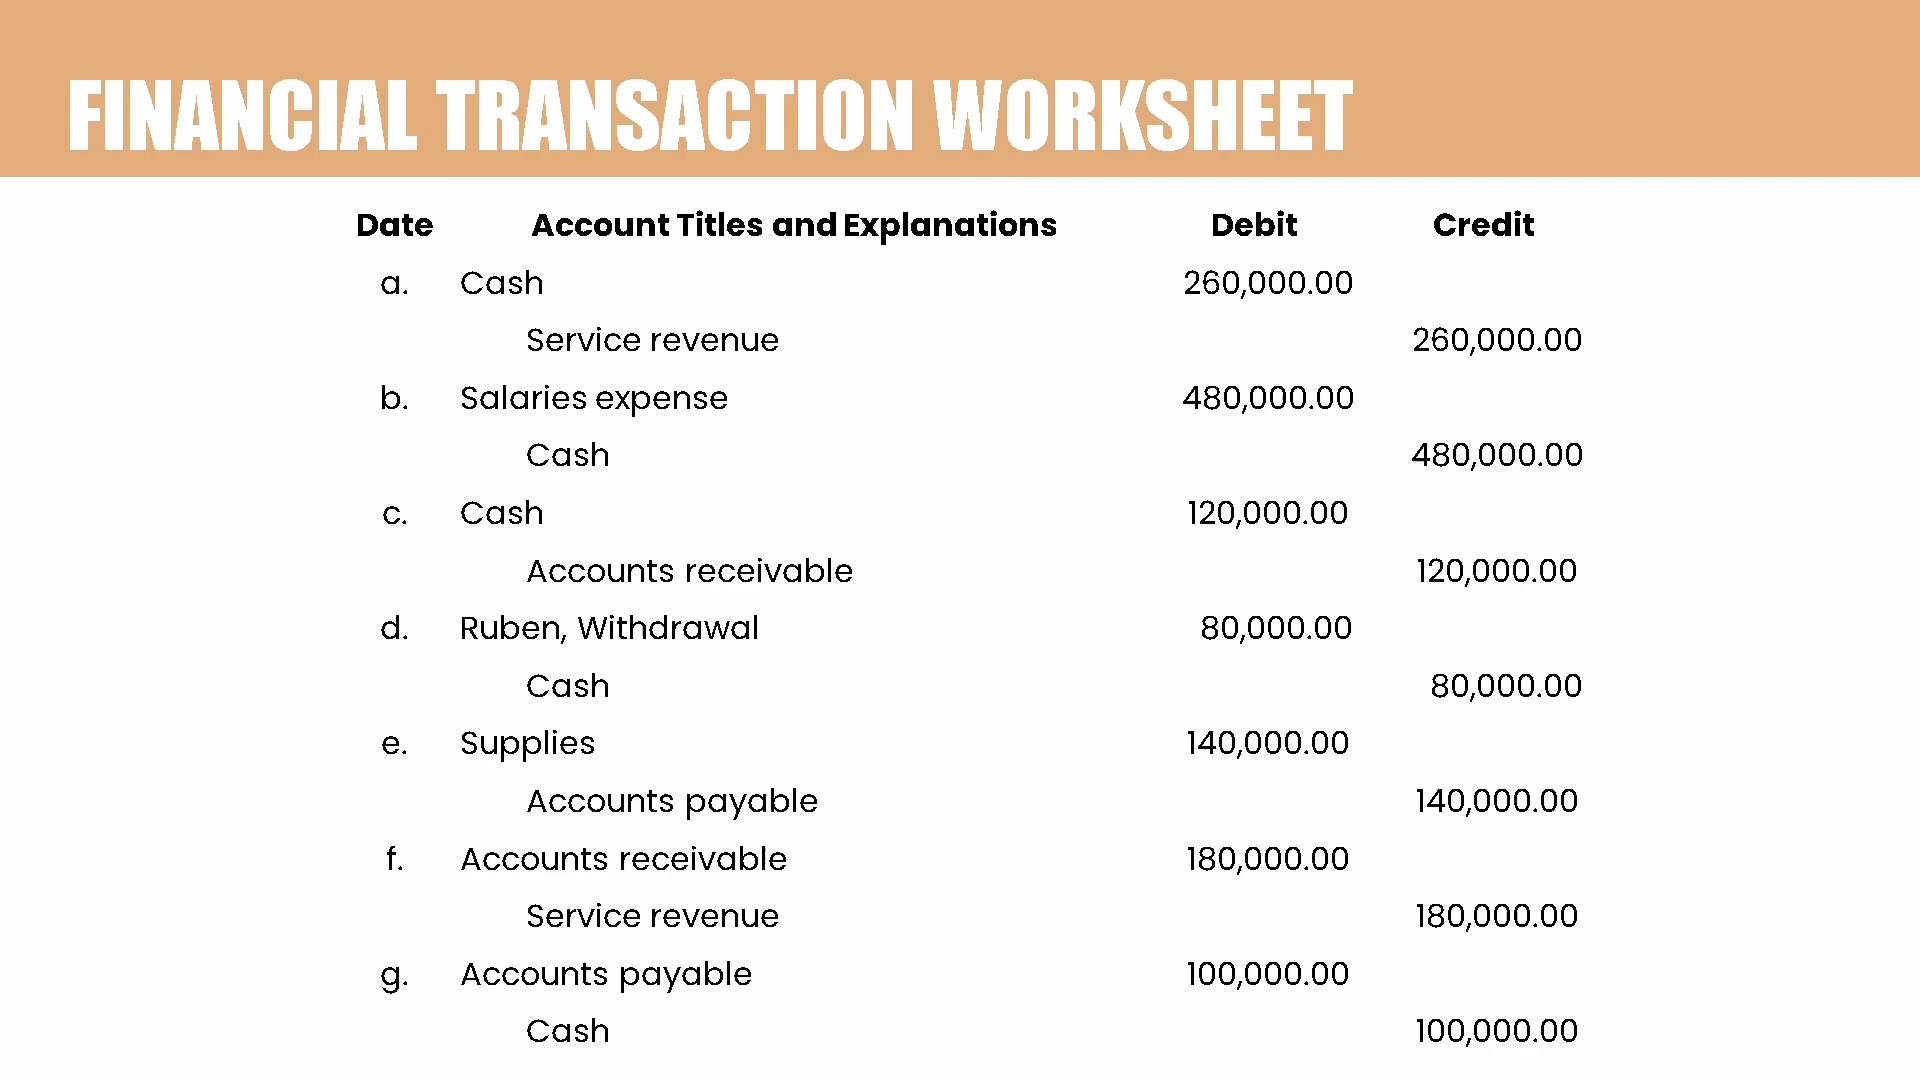 FINANCIAL TRANSACTION WORKSHEET
Date Account Titles and Explanations Debit Credit
a. Cash 260,000.00
Service revenue 260,000.00
b. Salaries expense 480,000.00
Cash 480,000.00
c. Cash 120,000.00
Accounts receivable 120,000.00
d. Ruben, Withdrawal 80,000.00
Cash 80,000.00
e. Supplies 140,000.00
Accounts payable 140,000.00
f. Accounts receivable 180,000.00
Service revenue 180,000.00
g. Accounts payable 100,000.00
Cash 100,000.00